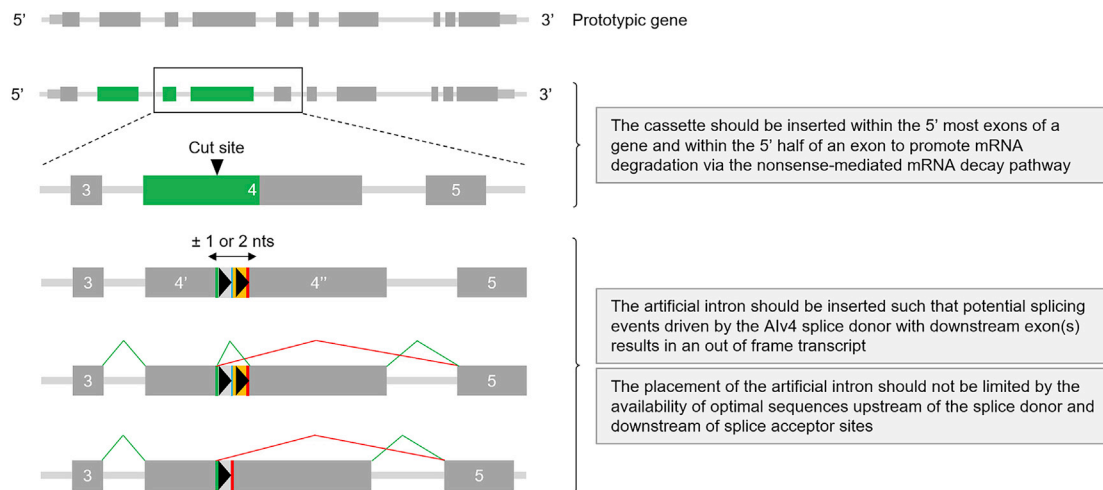 5’ 3’ Prototypic gene
5’ 3’
Cut site
3 4 5
The cassette should be inserted within the 5’ most exons of a
gene and within the 5’ half of an exon to promote mRNA
degradation via the nonsense-mediated mRNA decay pathway
± 1 or 2 nts
3 4’ 4’’ 5
3 5
3 5
The artificial intron should be inserted such that potential splicing
events driven by the AIv4 splice donor with downstream exon(s)
results in an out of frame transcript
The placement of the artificial intron should not be limited by the
availability of optimal sequences upstream of the splice donor and
downstream of splice acceptor sites